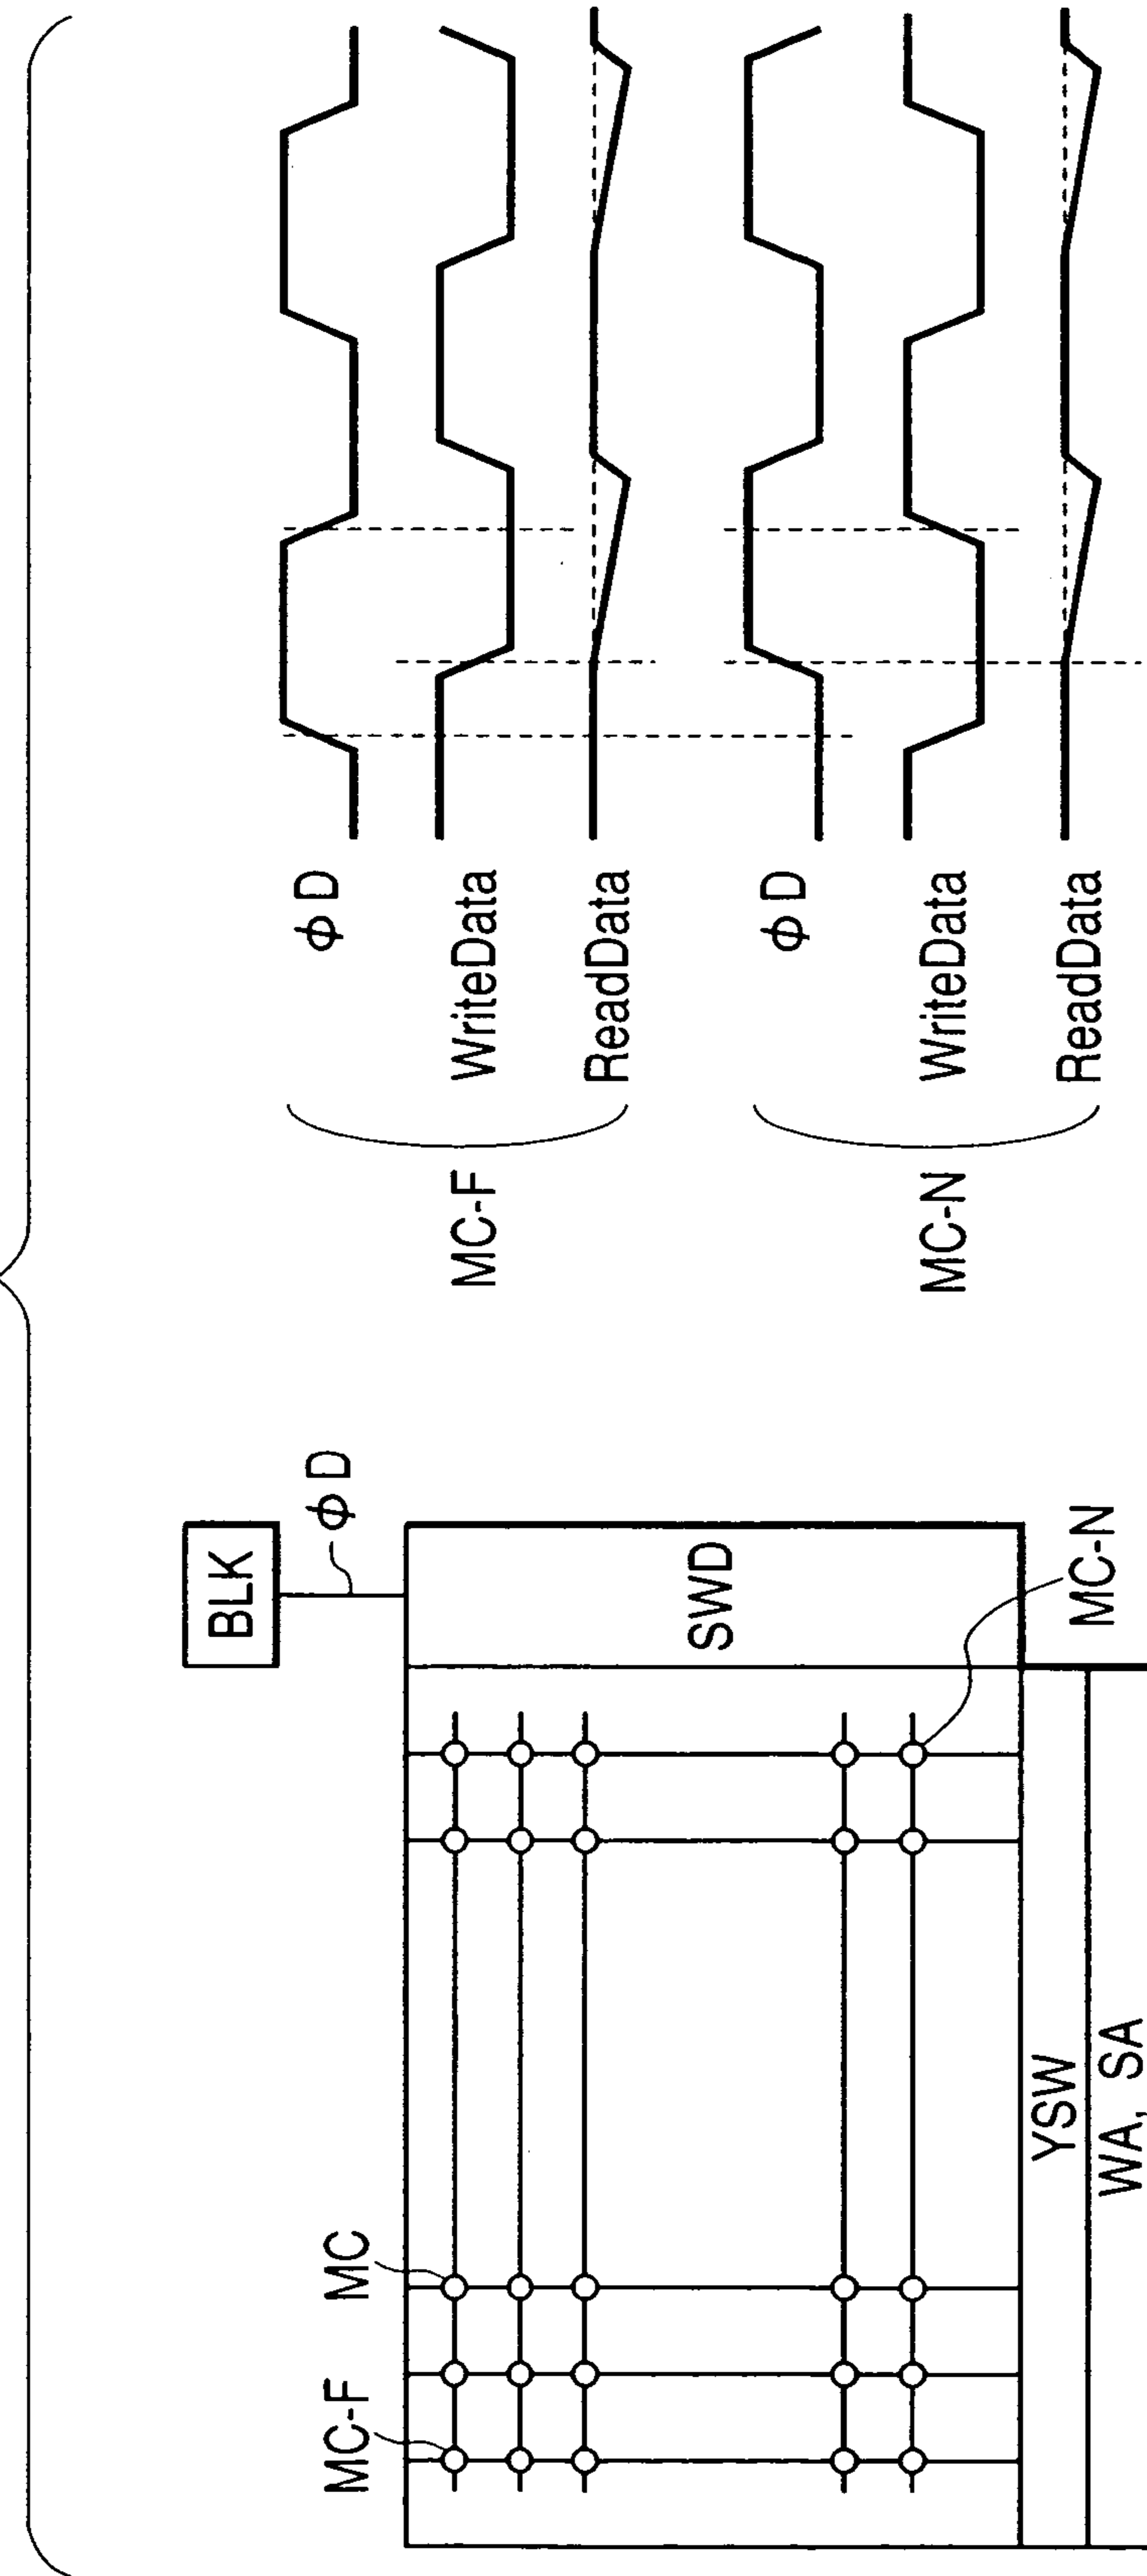 MC-F
MC
BLK
φD
SWD
MC-N
YSW
WA, SA
MC-F
φD
WriteData
ReadData
MC-N
φD
WriteData
ReadData